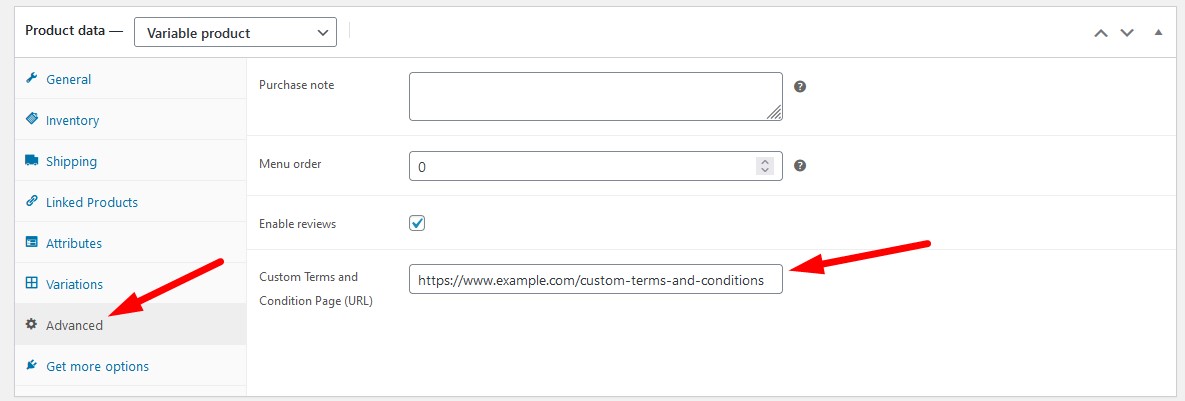 Product data — Variable product
General
Inventory
Shipping
Linked Products
Attributes
Variations
Advanced
Get more options
Purchase note
?
Menu order
0
?
Enable reviews
Custom Terms and
Condition Page (URL)
https://www.example.com/custom-terms-and-conditions